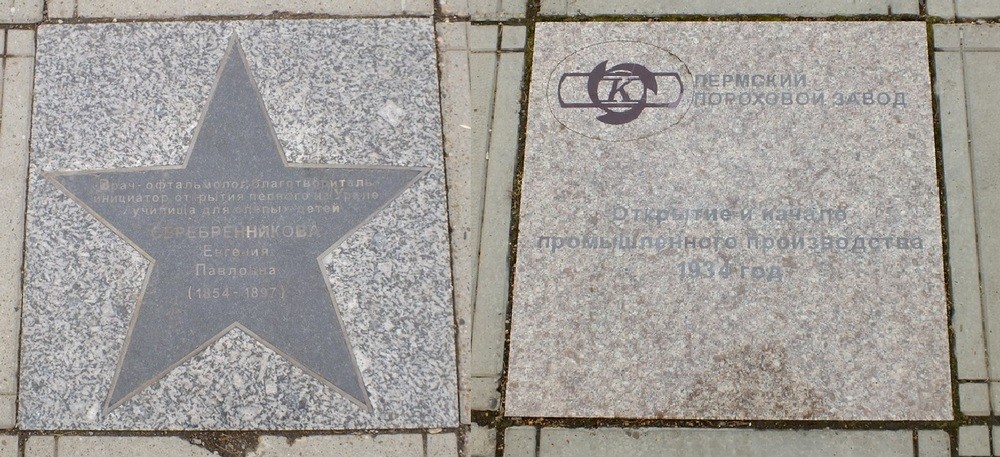 Врач-офтальмолог, благотворитель,
инициатор открытия первого на Урале
училища для слепых детей
СЕРЕБРЕННИКОВА
Евгения
Павловна
(1854-1897)
К
ПЕРМСКИЙ
ПОРОХОВОЙ ЗАВОД
Открытие и начало
промышленного производства
1934 год